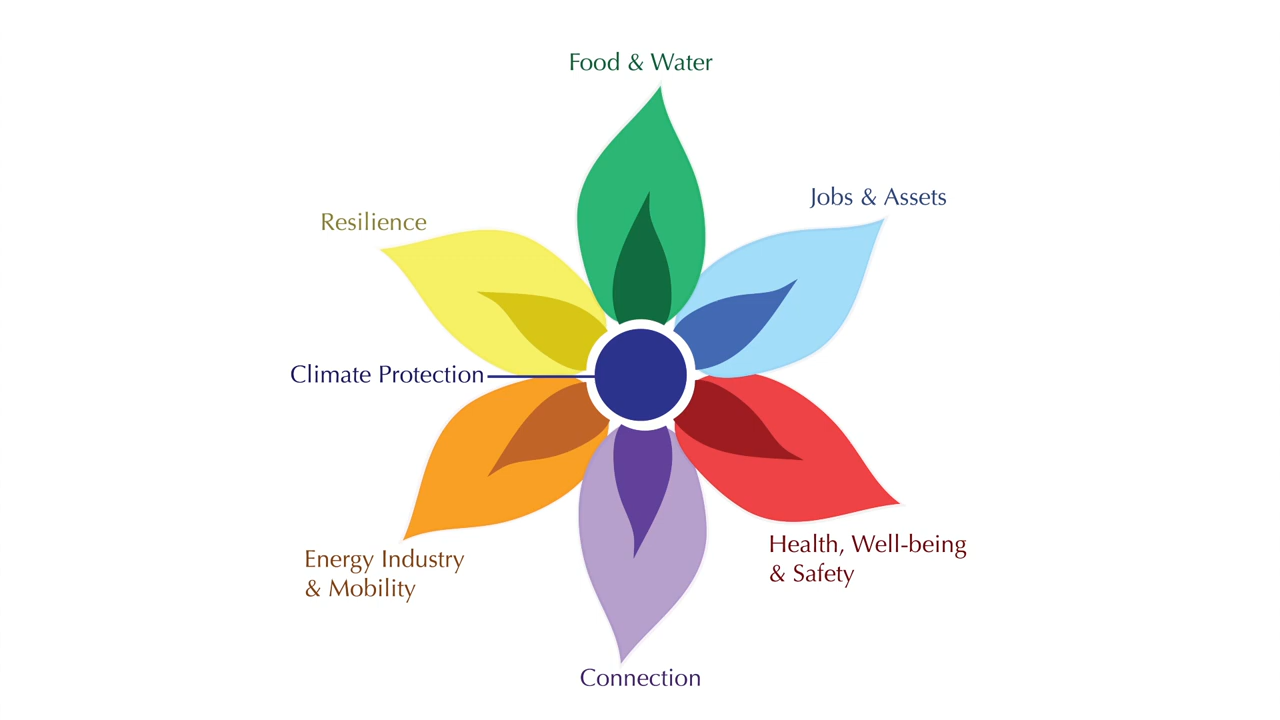 Food & Water
Jobs & Assets
Resilience
Climate Protection
Health, Well-being
& Safety
Energy Industry
& Mobility
Connection